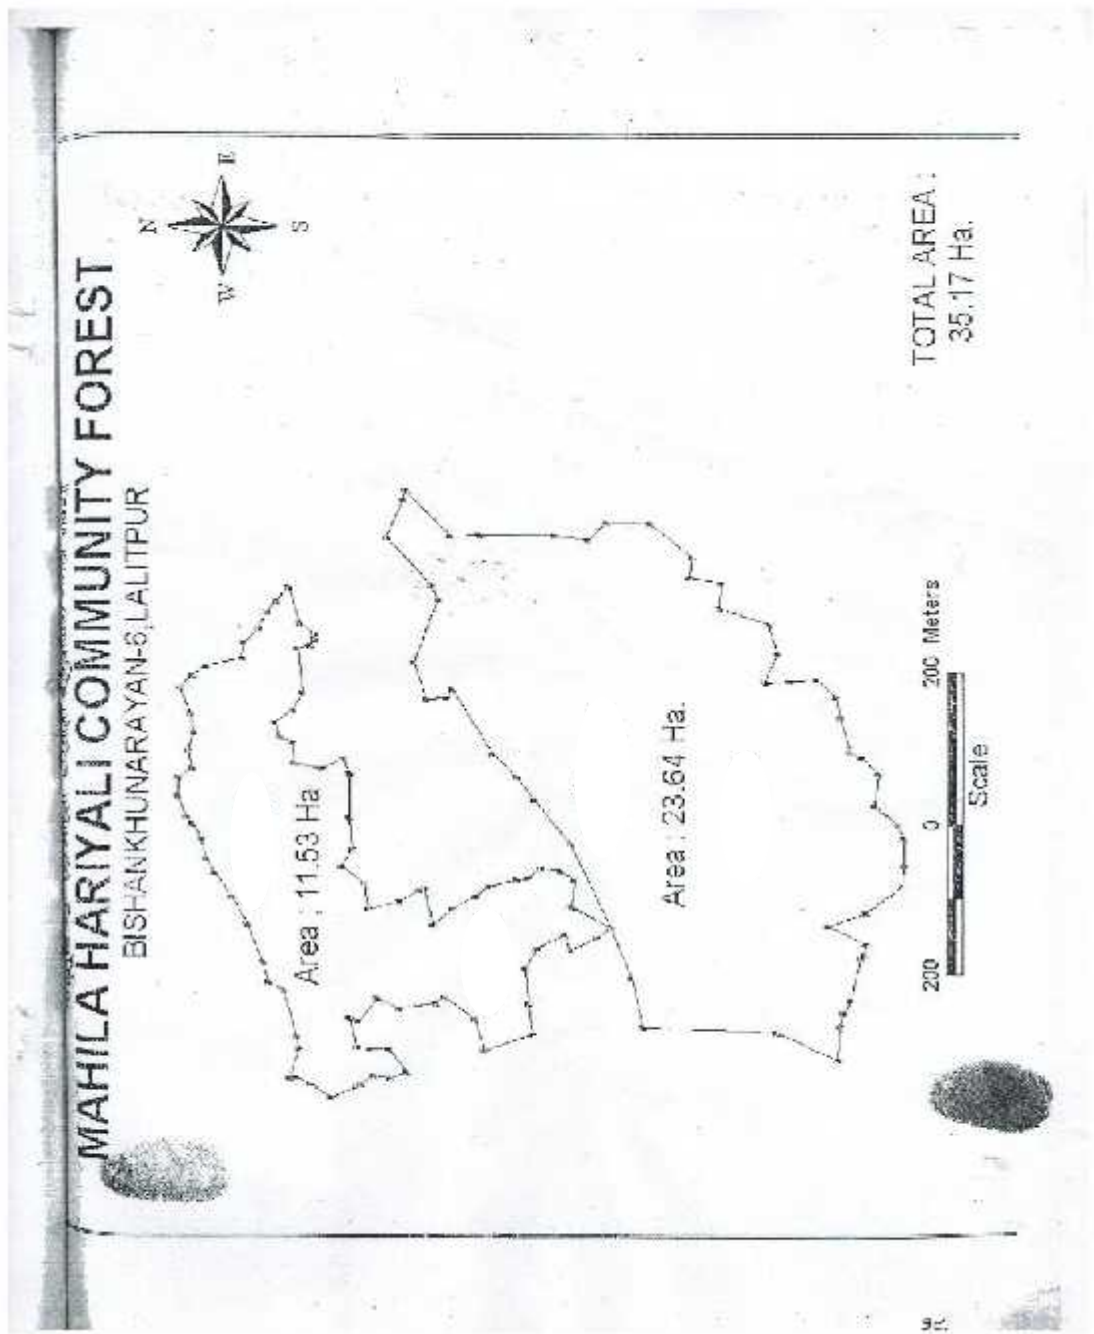 MAHILA HARIYALI COMMUNITY FOREST
BISHANKHUNARAYAN-6,LALITPUR
N
W
E
S
Area : 11.53 Ha
Area : 23.64 Ha.
200
0
200 Meters
Scale
TOTAL AREA :
35.17 Ha.